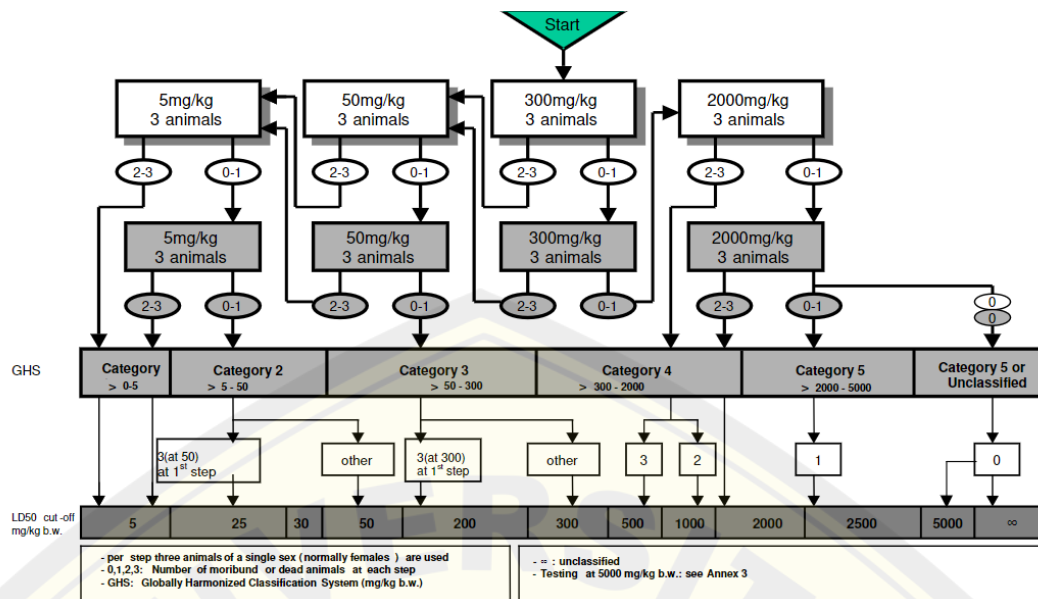 Start
5mg/kg
3 animals
50mg/kg
3 animals
300mg/kg
3 animals
2000mg/kg
3 animals
2-3
0-1
2-3
0-1
2-3
0-1
2-3
0-1
5mg/kg
3 animals
50mg/kg
3 animals
300mg/kg
3 animals
2000mg/kg
3 animals
2-3
0-1
2-3
0-1
2-3
0-1
2-3
0-1
0
0
GHS
Category
> 0-5
Category 2
> 5 - 50
Category 3
> 50 - 300
Category 4
> 300 - 2000
Category 5
> 2000 - 5000
Category 5 or
Unclassified
3(at 50)
at 1st step
other
3(at 300)
at 1st step
other
3
2
1
0
LD50 cut-off
mg/kg b.w.
5
25
30
50
200
300
500
1000
2000
2500
5000
∞
- per step three animals of a single sex (normally females ) are used
- 0,1,2,3: Number of moribund or dead animals at each step
- GHS: Globally Harmonized Classification System (mg/kg b.w.)
- ∞ : unclassified
- Testing at 5000 mg/kg b.w.: see Annex 3